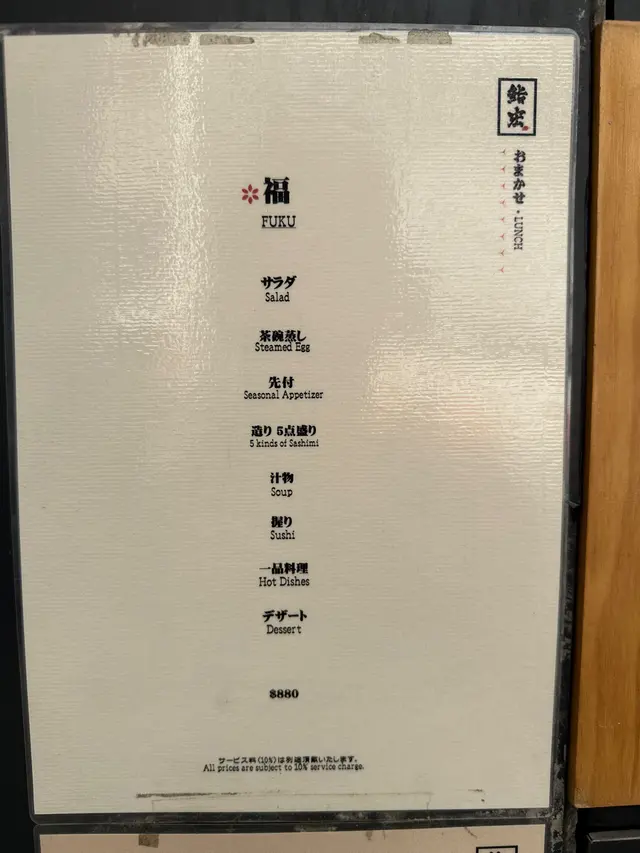 鮨
おまかせ・LUNCH
福
FUKU
サラダ
Salad
茶碗蒸し
Steamed Egg
先付
Seasonal Appetizer
造り 5点盛り
5 kinds of Sashimi
汁物
Soup
握り
Sushi
一品料理
Hot Dishes
デザート
Dessert
$880
サービス料(10%)は別途頂戴いたします。
All prices are subject to 10% service charge.